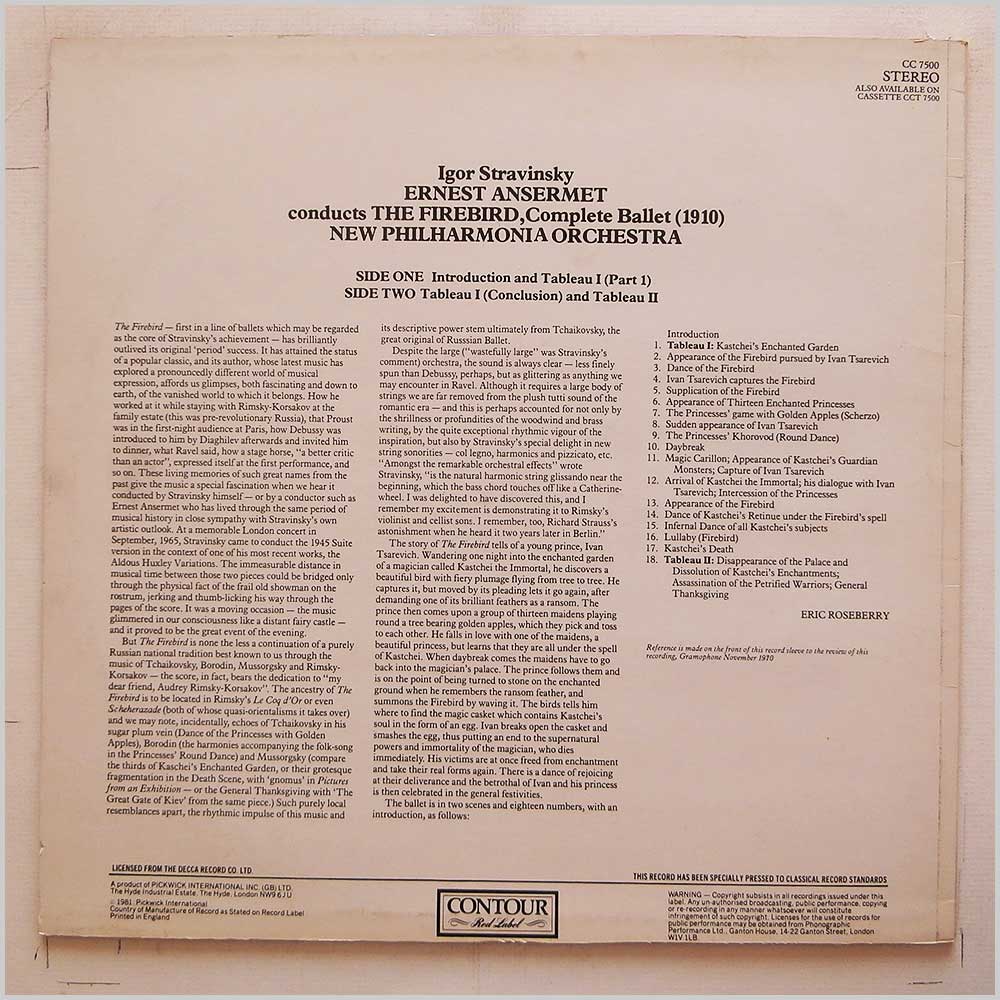 CC 7500
STEREO
ALSO AVAILABLE ON
CASSETTE CCT 7500
Igor Stravinsky
ERNEST ANSERMET
conducts THE FIREBIRD, Complete Ballet (1910)
NEW PHILHARMONIA ORCHESTRA
SIDE ONE Introduction and Tableau I (Part 1)
SIDE TWO Tableau I (Conclusion) and Tableau II
The Firebird — first in a line of ballets which may be regarded
as the core of Stravinsky's achievement — has brilliantly
outlived its original 'period' success. It has attained the status
of a popular classic, and its author, whose latest music has
explored a pronouncedly different world of musical
expression, affords us glimpses, both fascinating and down to
earth, of the vanished world to which it belongs. How he
worked at it while staying with Rimsky-Korsakov at the
family estate (this was pre-revolutionary Russia), that Proust
was in the first-night audience at Paris, how Debussy was
introduced to him by Diaghilev afterwards and invited him
to dinner, what Ravel said, how a stage horse, "a better critic
than an actor", expressed itself at the first performance, and
so on. These living memories of such great names from the
past give the music a special fascination when we hear it
conducted by Stravinsky himself — or by a conductor such as
Ernest Ansermet who has lived through the same period of
musical history in close sympathy with Stravinsky's own
artistic outlook. At a memorable London concert in
September, 1965, Stravinsky came to conduct the 1945 Suite
version in the context of one of his most recent works, the
Aldous Huxley Variations. The immeasurable distance in
musical time between those two pieces could be bridged only
through the physical fact of the frail old showman on the
rostrum, jerking and thumb-licking his way through the
pages of the score. It was a moving occasion — the music
glimmered in our consciousness like a distant fairy castle —
and it proved to be the great event of the evening.
But The Firebird is none the less a continuation of a purely
Russian national tradition best known to us through the
music of Tchaikovsky, Borodin, Mussorgsky and Rimsky-
Korsakov — the score, in fact, bears the dedication to "my
dear friend, Audrey Rimsky-Korsakov". The ancestry of The
Firebird is to be located in Rimsky's Le Coq d'Or or even
Scheherazade (both of whose quasi-orientalisms it takes over)
and we may note, incidentally, echoes of Tchaikovsky in his
sugar plum vein (Dance of the Princesses with Golden
Apples), Borodin (the harmonies accompanying the folk-song
in the Princesses' Round Dance) and Mussorgsky (compare
the thirds of Kaschei's Enchanted Garden, or their grotesque
fragmentation in the Death Scene, with 'gnomus' in Pictures
from an Exhibition — or the General Thanksgiving with 'The
Great Gate of Kiev' from the same piece.) Such purely local
resemblances apart, the rhythmic impulse of this music and
its descriptive power stem ultimately from Tchaikovsky, the
great original of Russsian Ballet.
Despite the large ("wastefully large" was Stravinsky's
comment) orchestra, the sound is always clear — less finely
spun than Debussy, perhaps, but as glittering as anything we
may encounter in Ravel. Although it requires a large body of
strings we are far removed from the plush tutti sound of the
romantic era — and this is perhaps accounted for not only by
the shrillness or profundities of the woodwind and brass
writing, by the quite exceptional rhythmic vigour of the
inspiration, but also by Stravinsky's special delight in new
string sonorities — col legno, harmonics and pizzicato, etc.
"Amongst the remarkable orchestral effects" wrote
Stravinsky, "is the natural harmonic string glissando near the
beginning, which the bass chord touches off like a Catherine-
wheel. I was delighted to have discovered this, and I
remember my excitement is demonstrating it to Rimsky's
violinist and cellist sons. I remember, too, Richard Strauss's
astonishment when he heard it two years later in Berlin."
The story of The Firebird tells of a young prince, Ivan
Tsarevich. Wandering one night into the enchanted garden
of a magician called Kastchei the Immortal, he discovers a
beautiful bird with fiery plumage flying from tree to tree. He
captures it, but moved by its pleading lets it go again, after
demanding one of its brilliant feathers as a ransom. The
prince then comes upon a group of thirteen maidens playing
round a tree bearing golden apples, which they pick and toss
to each other. He falls in love with one of the maidens, a
beautiful princess, but learns that they are all under the spell
of Kastchei. When daybreak comes the maidens have to go
back into the magician's palace. The prince follows them and
is on the point of being turned to stone on the enchanted
ground when he remembers the ransom feather, and
summons the Firebird by waving it. The birds tells him
where to find the magic casket which contains Kastchei's
soul in the form of an egg. Ivan breaks open the casket and
smashes the egg, thus putting an end to the supernatural
powers and immortality of the magician, who dies
immediately. His victims are at once freed from enchantment
and take their real forms again. There is a dance of rejoicing
at their deliverance and the betrothal of Ivan and his princess
is then celebrated in the general festivities.
The ballet is in two scenes and eighteen numbers, with an
introduction, as follows:
Introduction
1. Tableau I: Kastchei's Enchanted Garden
2. Appearance of the Firebird pursued by Ivan Tsarevich
3. Dance of the Firebird
4. Ivan Tsarevich captures the Firebird
5. Supplication of the Firebird
6. Appearance of Thirteen Enchanted Princesses
7. The Princesses' game with Golden Apples (Scherzo)
8. Sudden appearance of Ivan Tsarevich
9. The Princesses' Khorovod (Round Dance)
10. Daybreak
11. Magic Carillon; Appearance of Kastchei's Guardian
Monsters; Capture of Ivan Tsarevich
12. Arrival of Kastchei the Immortal; his dialogue with Ivan
Tsarevich; Intercession of the Princesses
13. Appearance of the Firebird
14. Dance of Kastchei's Retinue under the Firebird's spell
15. Infernal Dance of all Kastchei's subjects
16. Lullaby (Firebird)
17. Kastchei's Death
18. Tableau II: Disappearance of the Palace and
Dissolution of Kastchei's Enchantments;
Assassination of the Petrified Warriors; General
Thanksgiving
ERIC ROSEBERRY
Reference is made on the front of this record sleeve to the review of this
recording, Gramophone November 1970
LICENSED FROM THE DECCA RECORD CO. LTD.
THIS RECORD HAS BEEN SPECIALLY PRESSED TO CLASSICAL RECORD STANDARDS
A product of PICKWICK INTERNATIONAL INC. (GB) LTD.
The Hyde Industrial Estate, The Hyde, London NW9 6JU
© 1981 Pickwick International
Country of Manufacture of Record as Stated on Record Label
Printed in England
CONTOUR
Red Label
WARNING — Copyright subsists in all recordings issued under this
label. Any un-authorised broadcasting, public performance, copying
or re-recording in any manner whatsoever will constitute
infringement of such copyright. Licenses for the use of records for
public performance may be obtained from Phonographic
Performance Ltd., Ganton House, 14-22 Ganton Street, London
W1V 1LB